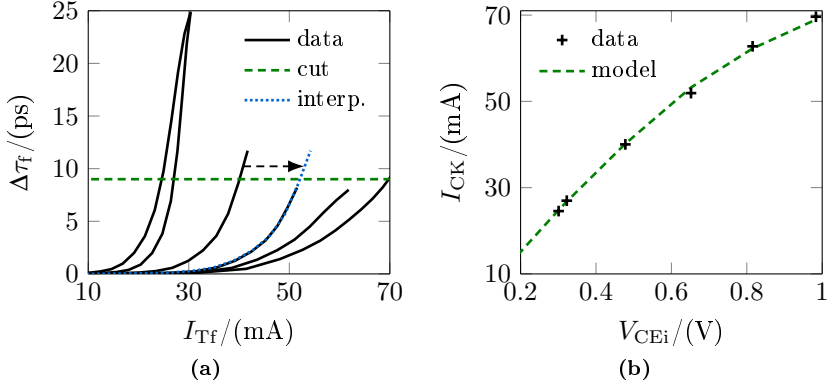 25
20
15
10
5
0
Δτf/(ps)
data
cut
interp.
10
30
50
70
ITf/(mA)
(a)
70
50
30
10
ICK/(mA)
data
model
0.2
0.4
0.6
0.8
1
VCEi/(V)
(b)